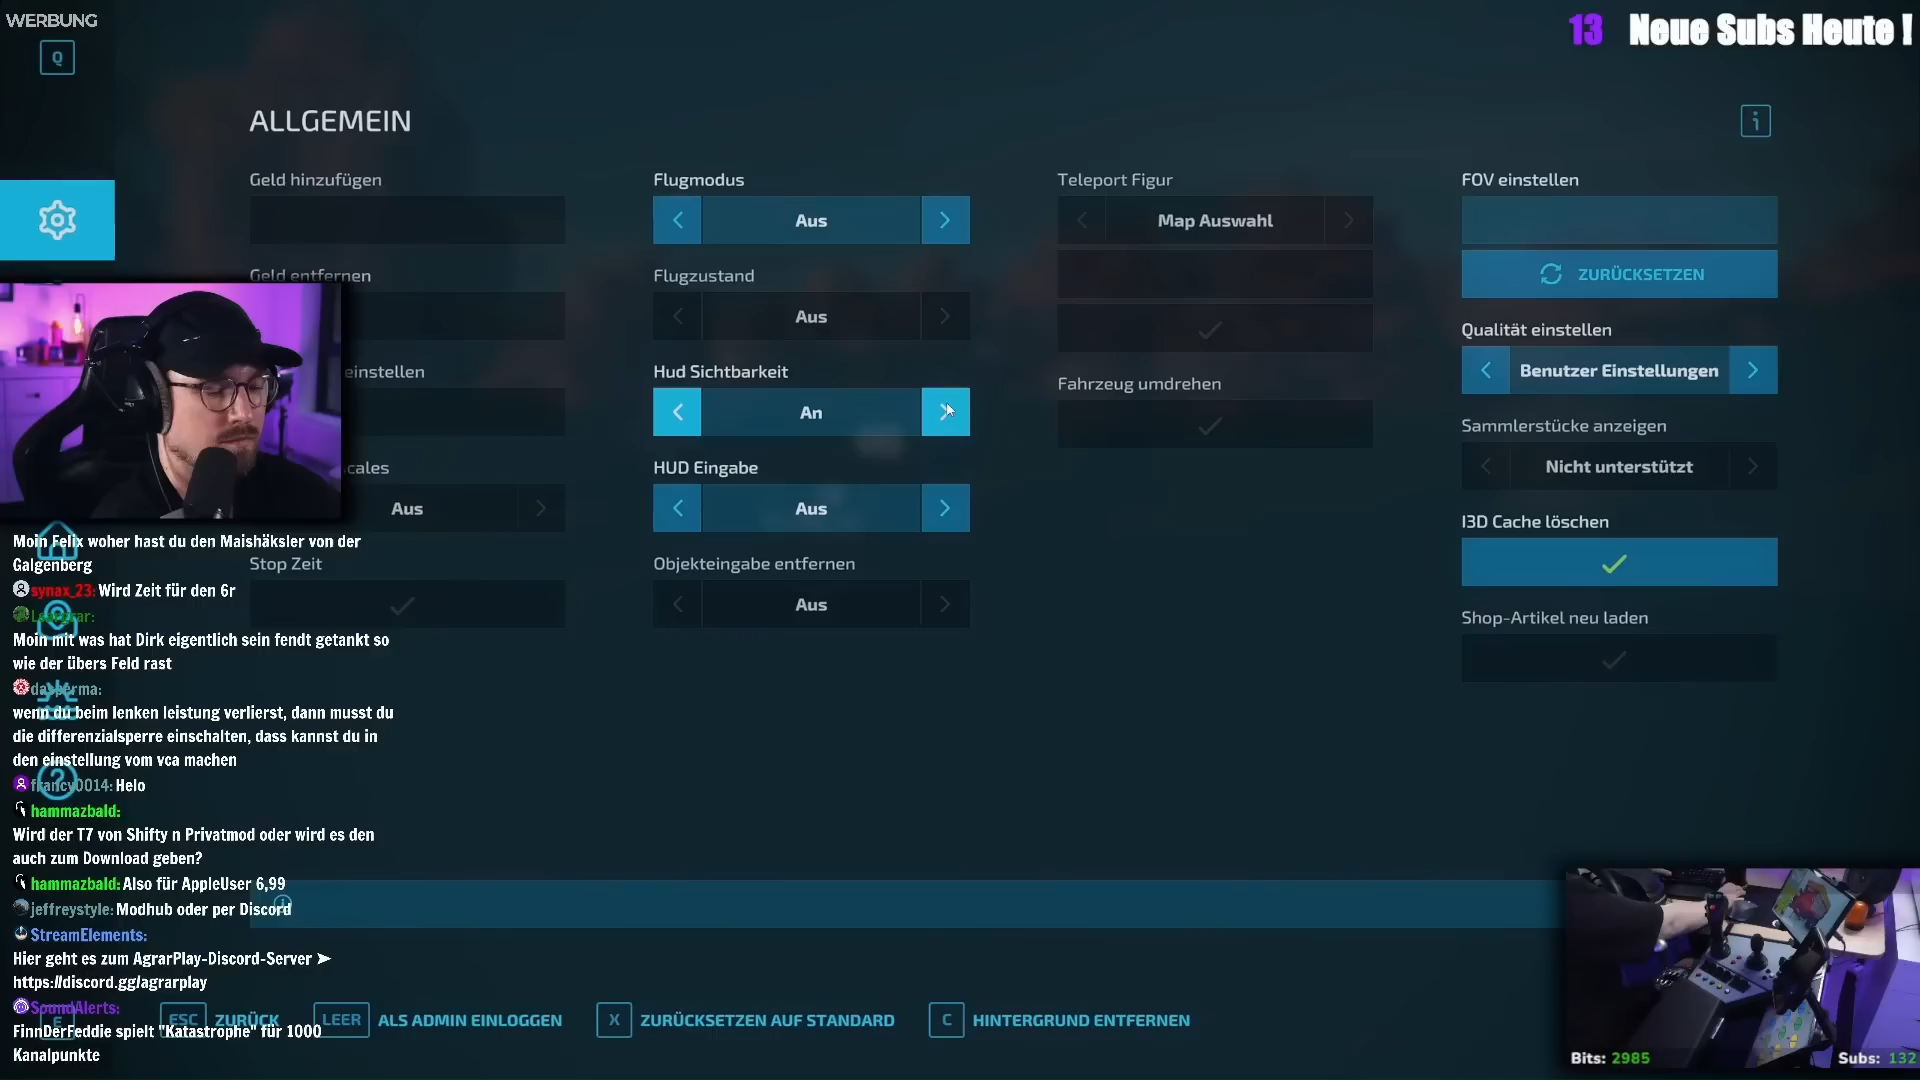 WERBUNG
13 Neue Subs Heute !
Q
ALLGEMEIN
Geld hinzufügen
Geld entfernen
einstellen
cales
Aus
Stop Zeit
Flugmodus
Aus
Flugzustand
Aus
Hud Sichtbarkeit
An
HUD Eingabe
Aus
Objekteingabe entfernen
Aus
Teleport Figur
Map Auswahl
Fahrzeug umdrehen
FOV einstellen
ZURÜCKSETZEN
Qualität einstellen
Benutzer Einstellungen
Sammlerstücke anzeigen
Nicht unterstützt
I3D Cache löschen
Shop-Artikel neu laden
Moin Felix woher hast du den Maishäksler von der
Galgenberg
synax_23: Wird Zeit für den 6r
Moin mit was hat Dirk eigentlich sein fendt getankt so
wie der übers Feld rast
dasperma:
wenn du beim lenken leistung verlierst, dann musst du
die differenzialsperre einschalten, dass kannst du in
den einstellung vom vca machen
francy0014: Helo
hammazbald:
Wird der T7 von Shifty n Privatmod oder wird es den
auch zum Download geben?
hammazbald: Also für AppleUser 6,99
jeffreystyle: Modhub oder per Discord
StreamElements:
Hier geht es zum AgrarPlay-Discord-Server ➤
https://discord.gg/agrarplay
SoundAlerts:
FinnDerFeddie spielt "Katastrophe" für 1000
Kanalpunkte
E
ESC ZURÜCK
LEER ALS ADMIN EINLOGGEN
X ZURÜCKSETZEN AUF STANDARD
C HINTERGRUND ENTFERNEN
Bits: 2985
Subs: 132